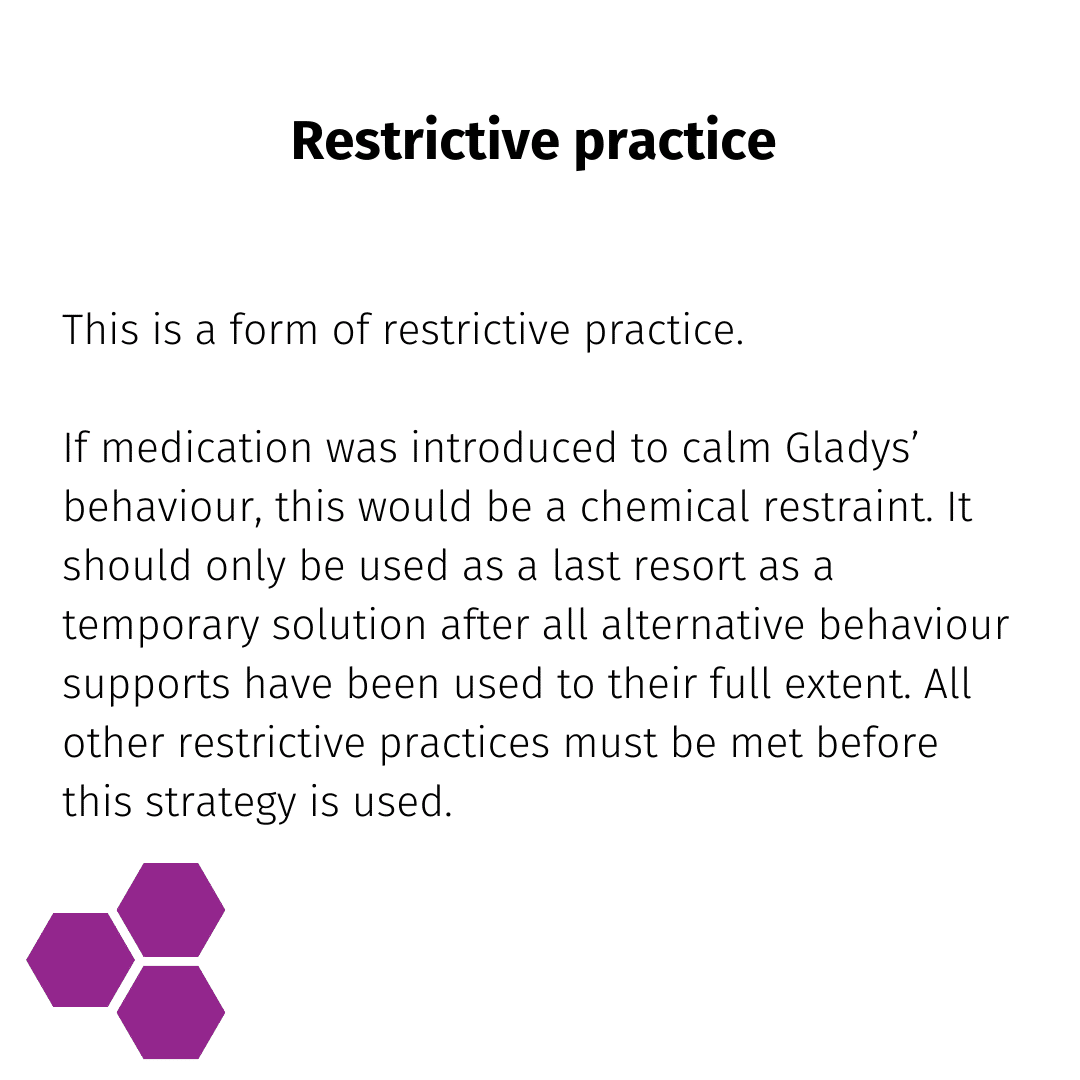 Restrictive practice
This is a form of restrictive practice.
If medication was introduced to calm Gladys’
behaviour, this would be a chemical restraint. It
should only be used as a last resort as a
temporary solution after all alternative behaviour
supports have been used to their full extent. All
other restrictive practices must be met before
this strategy is used.